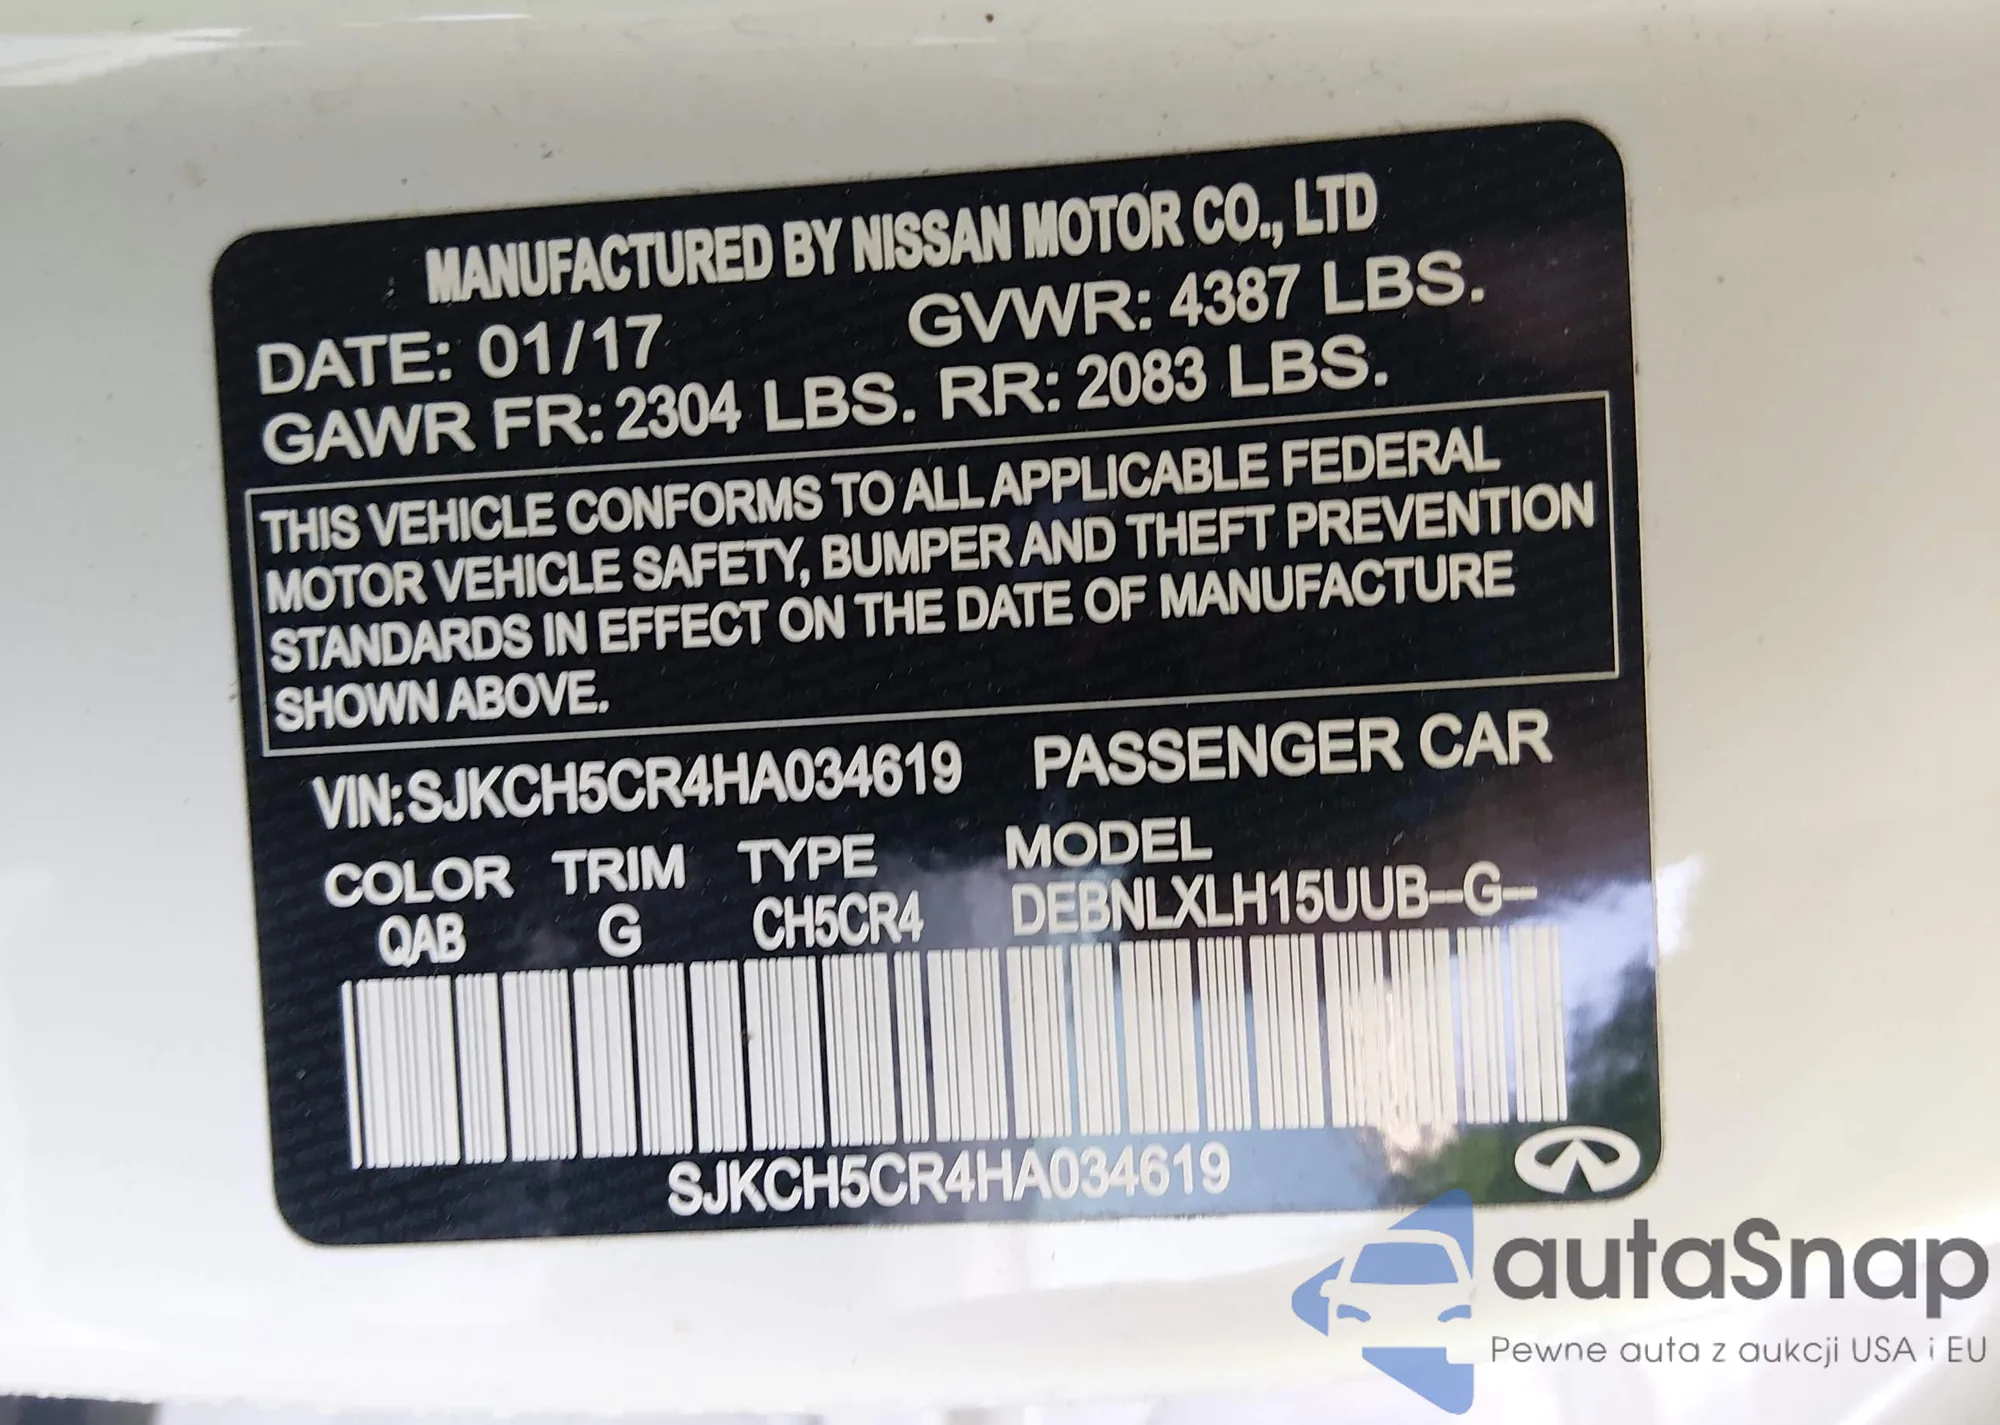 MANUFACTURED BY NISSAN MOTOR CO., LTD
DATE: 01/17 GVWR: 4387 LBS.
GAWR FR: 2304 LBS. RR: 2083 LBS.
THIS VEHICLE CONFORMS TO ALL APPLICABLE FEDERAL
MOTOR VEHICLE SAFETY, BUMPER AND THEFT PREVENTION
STANDARDS IN EFFECT ON THE DATE OF MANUFACTURE
SHOWN ABOVE.
VIN: SJKCH5CR4HA034619 PASSENGER CAR
COLOR TRIM TYPE MODEL
QAB G CH5CR4 DEBNLXLH15UUB--G--
SJKCH5CR4HA034619
autaSnap
Pewne auta z aukcji USA i EU